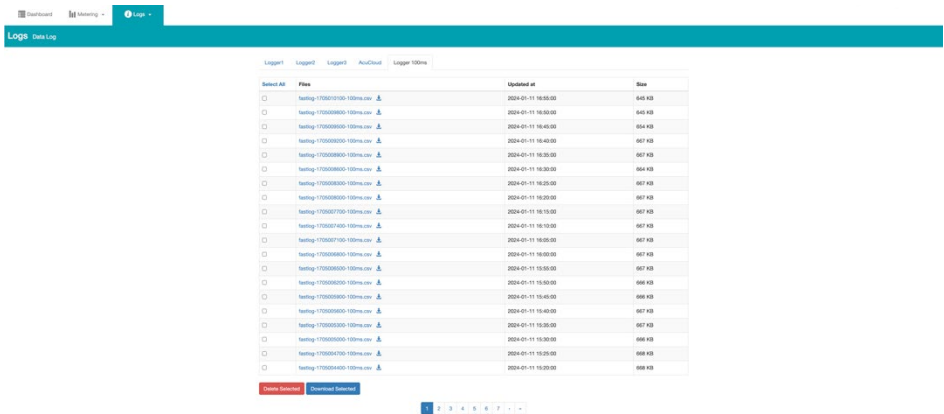 Dashboard Metering Logs
Logs Data Log
Logger1 Logger2 Logger3 AcuCloud Logger 100ms
Select All Files Updated at Size
fastlog-1705010100-100ms.csv 2024-01-11 16:55:00 645 KB
fastlog-1705009800-100ms.csv 2024-01-11 16:50:00 645 KB
fastlog-1705009500-100ms.csv 2024-01-11 16:45:00 654 KB
fastlog-1705009200-100ms.csv 2024-01-11 16:40:00 667 KB
fastlog-1705008900-100ms.csv 2024-01-11 16:35:00 667 KB
fastlog-1705008600-100ms.csv 2024-01-11 16:30:00 664 KB
fastlog-1705008300-100ms.csv 2024-01-11 16:25:00 667 KB
fastlog-1705008000-100ms.csv 2024-01-11 16:20:00 667 KB
fastlog-1705007700-100ms.csv 2024-01-11 16:15:00 667 KB
fastlog-1705007400-100ms.csv 2024-01-11 16:10:00 667 KB
fastlog-1705007100-100ms.csv 2024-01-11 16:05:00 667 KB
fastlog-1705006800-100ms.csv 2024-01-11 16:00:00 667 KB
fastlog-1705006500-100ms.csv 2024-01-11 15:55:00 667 KB
fastlog-1705006200-100ms.csv 2024-01-11 15:50:00 666 KB
fastlog-1705005900-100ms.csv 2024-01-11 15:45:00 666 KB
fastlog-1705005600-100ms.csv 2024-01-11 15:40:00 667 KB
fastlog-1705005300-100ms.csv 2024-01-11 15:35:00 667 KB
fastlog-1705005000-100ms.csv 2024-01-11 15:30:00 666 KB
fastlog-1705004700-100ms.csv 2024-01-11 15:25:00 668 KB
fastlog-1705004400-100ms.csv 2024-01-11 15:20:00 668 KB
Delete Selected Download Selected
1 2 3 4 5 6 7 › »